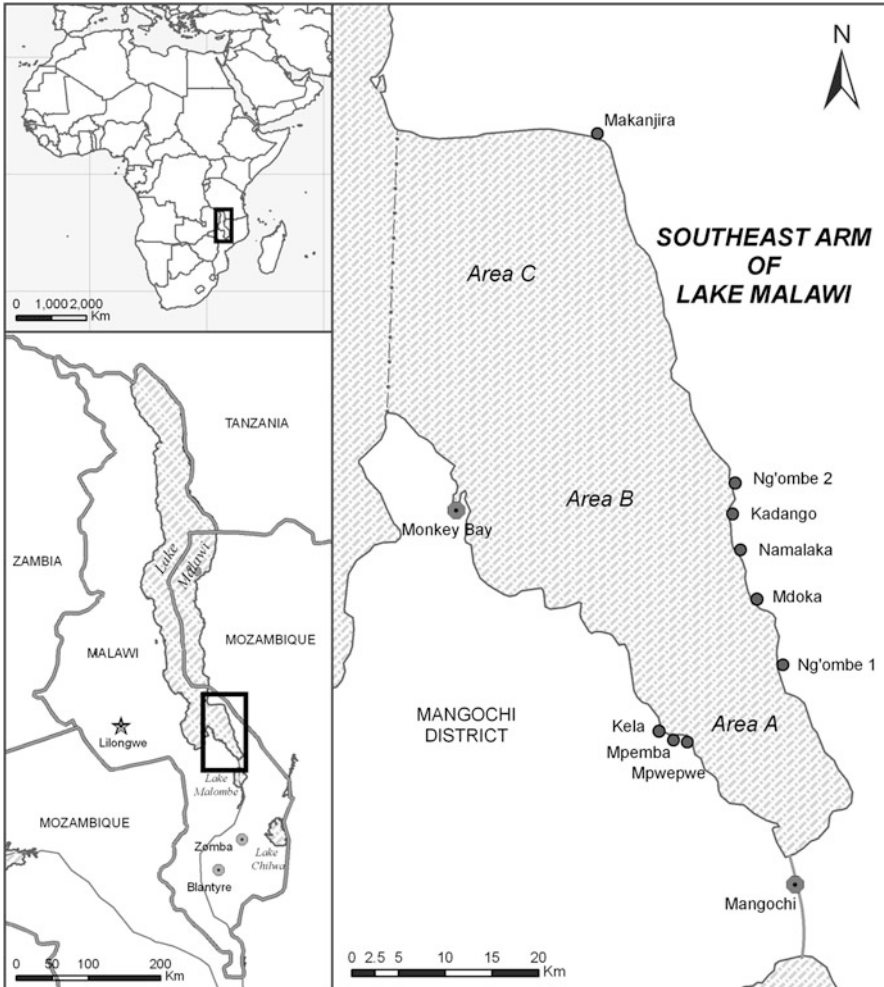 0 1,000 2,000
Km
TANZANIA
ZAMBIA
Lake
Malawi
MALAWI
MOZAMBIQUE
Lilongwe
Lake
Malombe
MOZAMBIQUE
Zomba
Lake
Chilwa
Blantyre
0 50 100 200
Km
N
Makanjira
SOUTHEAST ARM
OF
LAKE MALAWI
Area C
Ng'ombe 2
Area B
Kadango
Monkey Bay
Namalaka
Mdoka
Ng'ombe 1
MANGOCHI
DISTRICT
Kela
Area A
Mpemba
Mpwepwe
Mangochi
0 2.5 5 10 15 20
Km